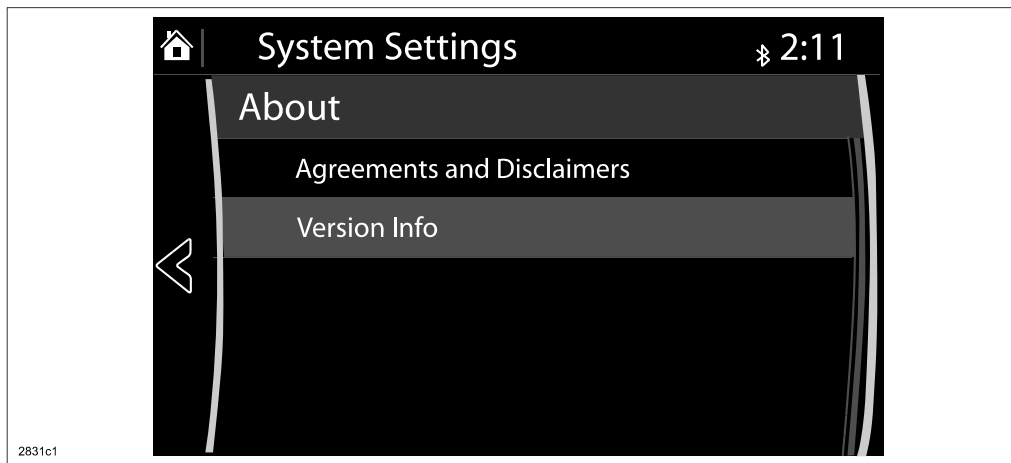 System Settings 2:11
About
Agreements and Disclaimers
Version Info
2831c1